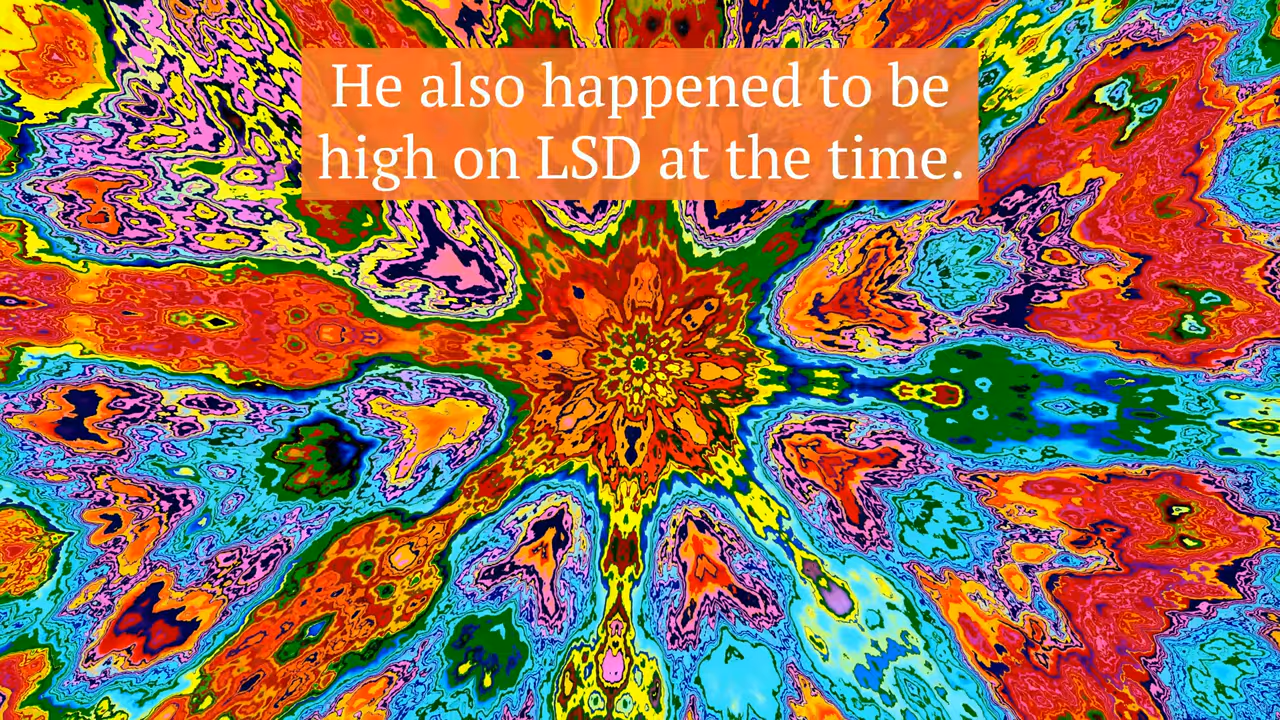 He also happened to be
high on LSD at the time.